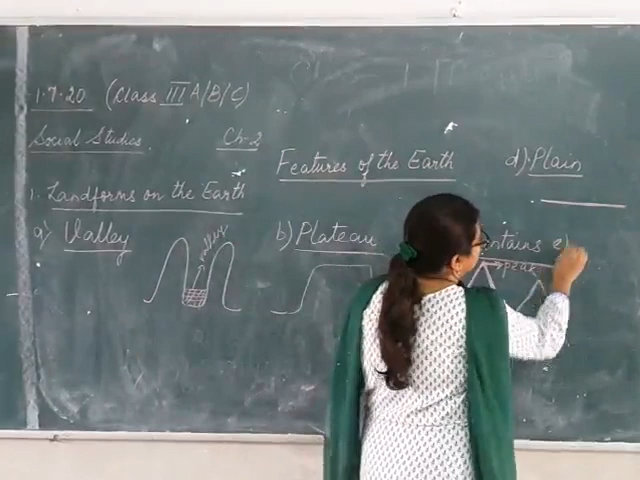 1.7.20 (Class III A/B/C)
Social Studies Ch-2
Features of the Earth
1. Landforms on the Earth
a) Valley
valley
b) Plateau
ntains
peak
d) Plain
e)